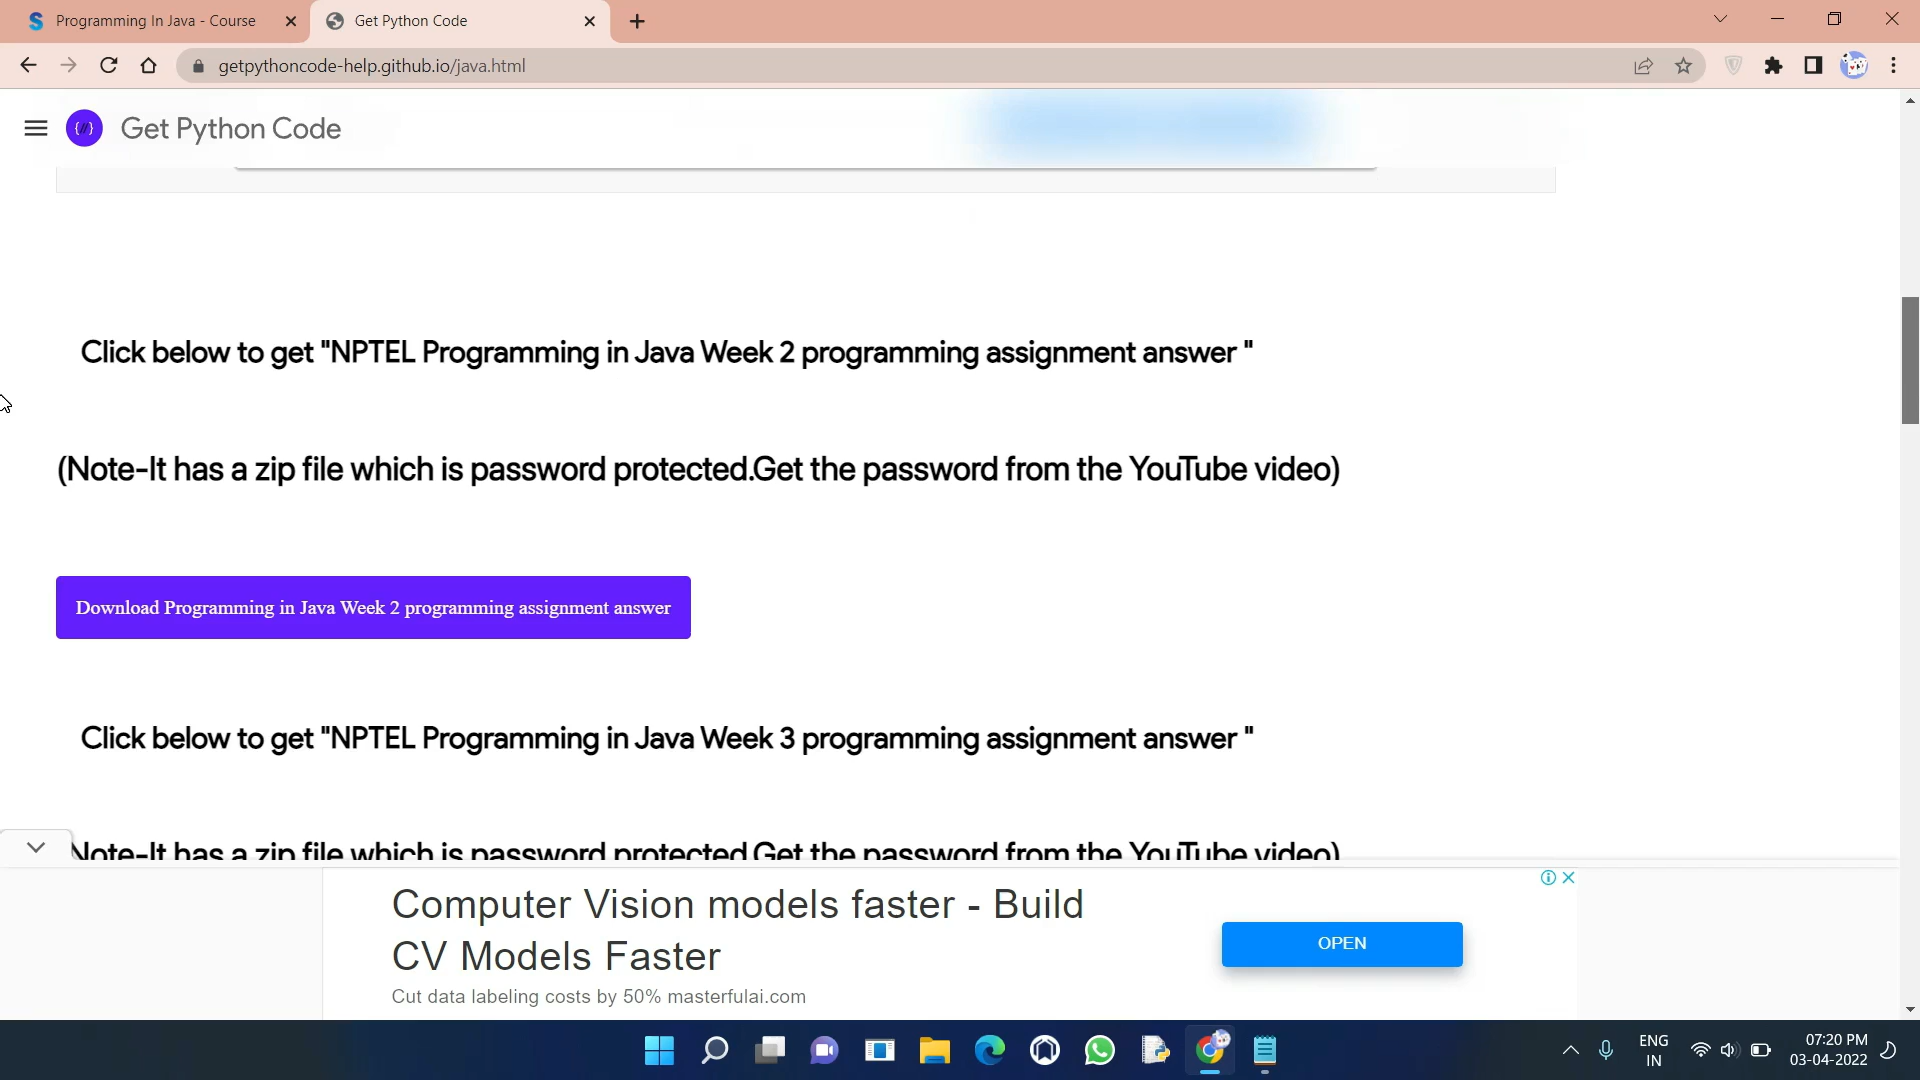 Programming In Java - Course
Get Python Code
getpythoncode-help.github.io/java.html
Get Python Code
Click below to get "NPTEL Programming in Java Week 2 programming assignment answer "
(Note-It has a zip file which is password protected.Get the password from the YouTube video)
Download Programming in Java Week 2 programming assignment answer
Click below to get "NPTEL Programming in Java Week 3 programming assignment answer "
Note-It has a zip file which is password protected.Get the password from the YouTube video)
Computer Vision models faster - Build
CV Models Faster
Cut data labeling costs by 50% masterfulai.com
OPEN
ENG
IN
07:20 PM
03-04-2022